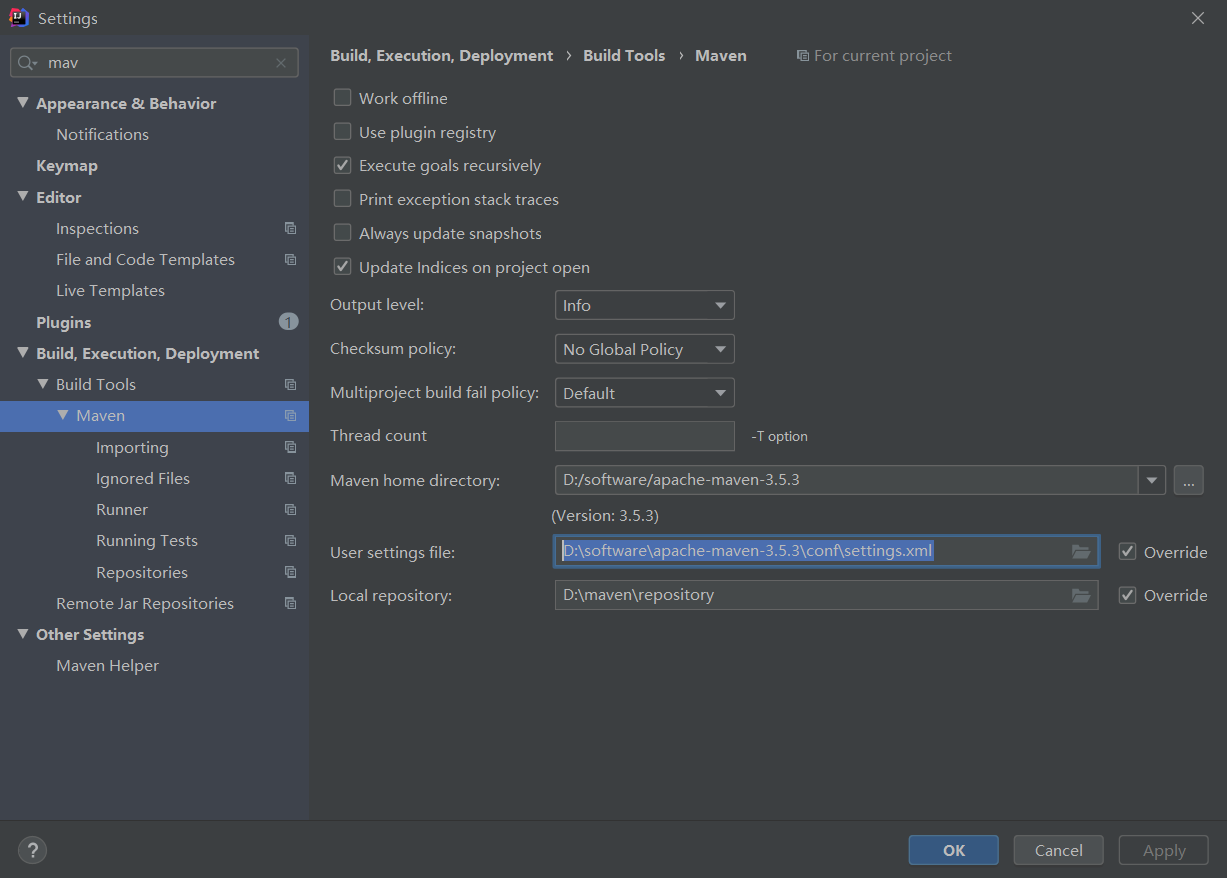 Settings
mav
Appearance & Behavior
Notifications
Keymap
Editor
Inspections
File and Code Templates
Live Templates
Plugins 1
Build, Execution, Deployment
Build Tools
Maven
Importing
Ignored Files
Runner
Running Tests
Repositories
Remote Jar Repositories
Other Settings
Maven Helper
Build, Execution, Deployment › Build Tools › Maven For current project
Work offline
Use plugin registry
Execute goals recursively
Print exception stack traces
Always update snapshots
Update Indices on project open
Output level: Info
Checksum policy: No Global Policy
Multiproject build fail policy: Default
Thread count -T option
Maven home directory: D:/software/apache-maven-3.5.3 ...
(Version: 3.5.3)
User settings file: D:\software\apache-maven-3.5.3\conf\settings.xml Override
Local repository: D:\maven\repository Override
? OK Cancel Apply